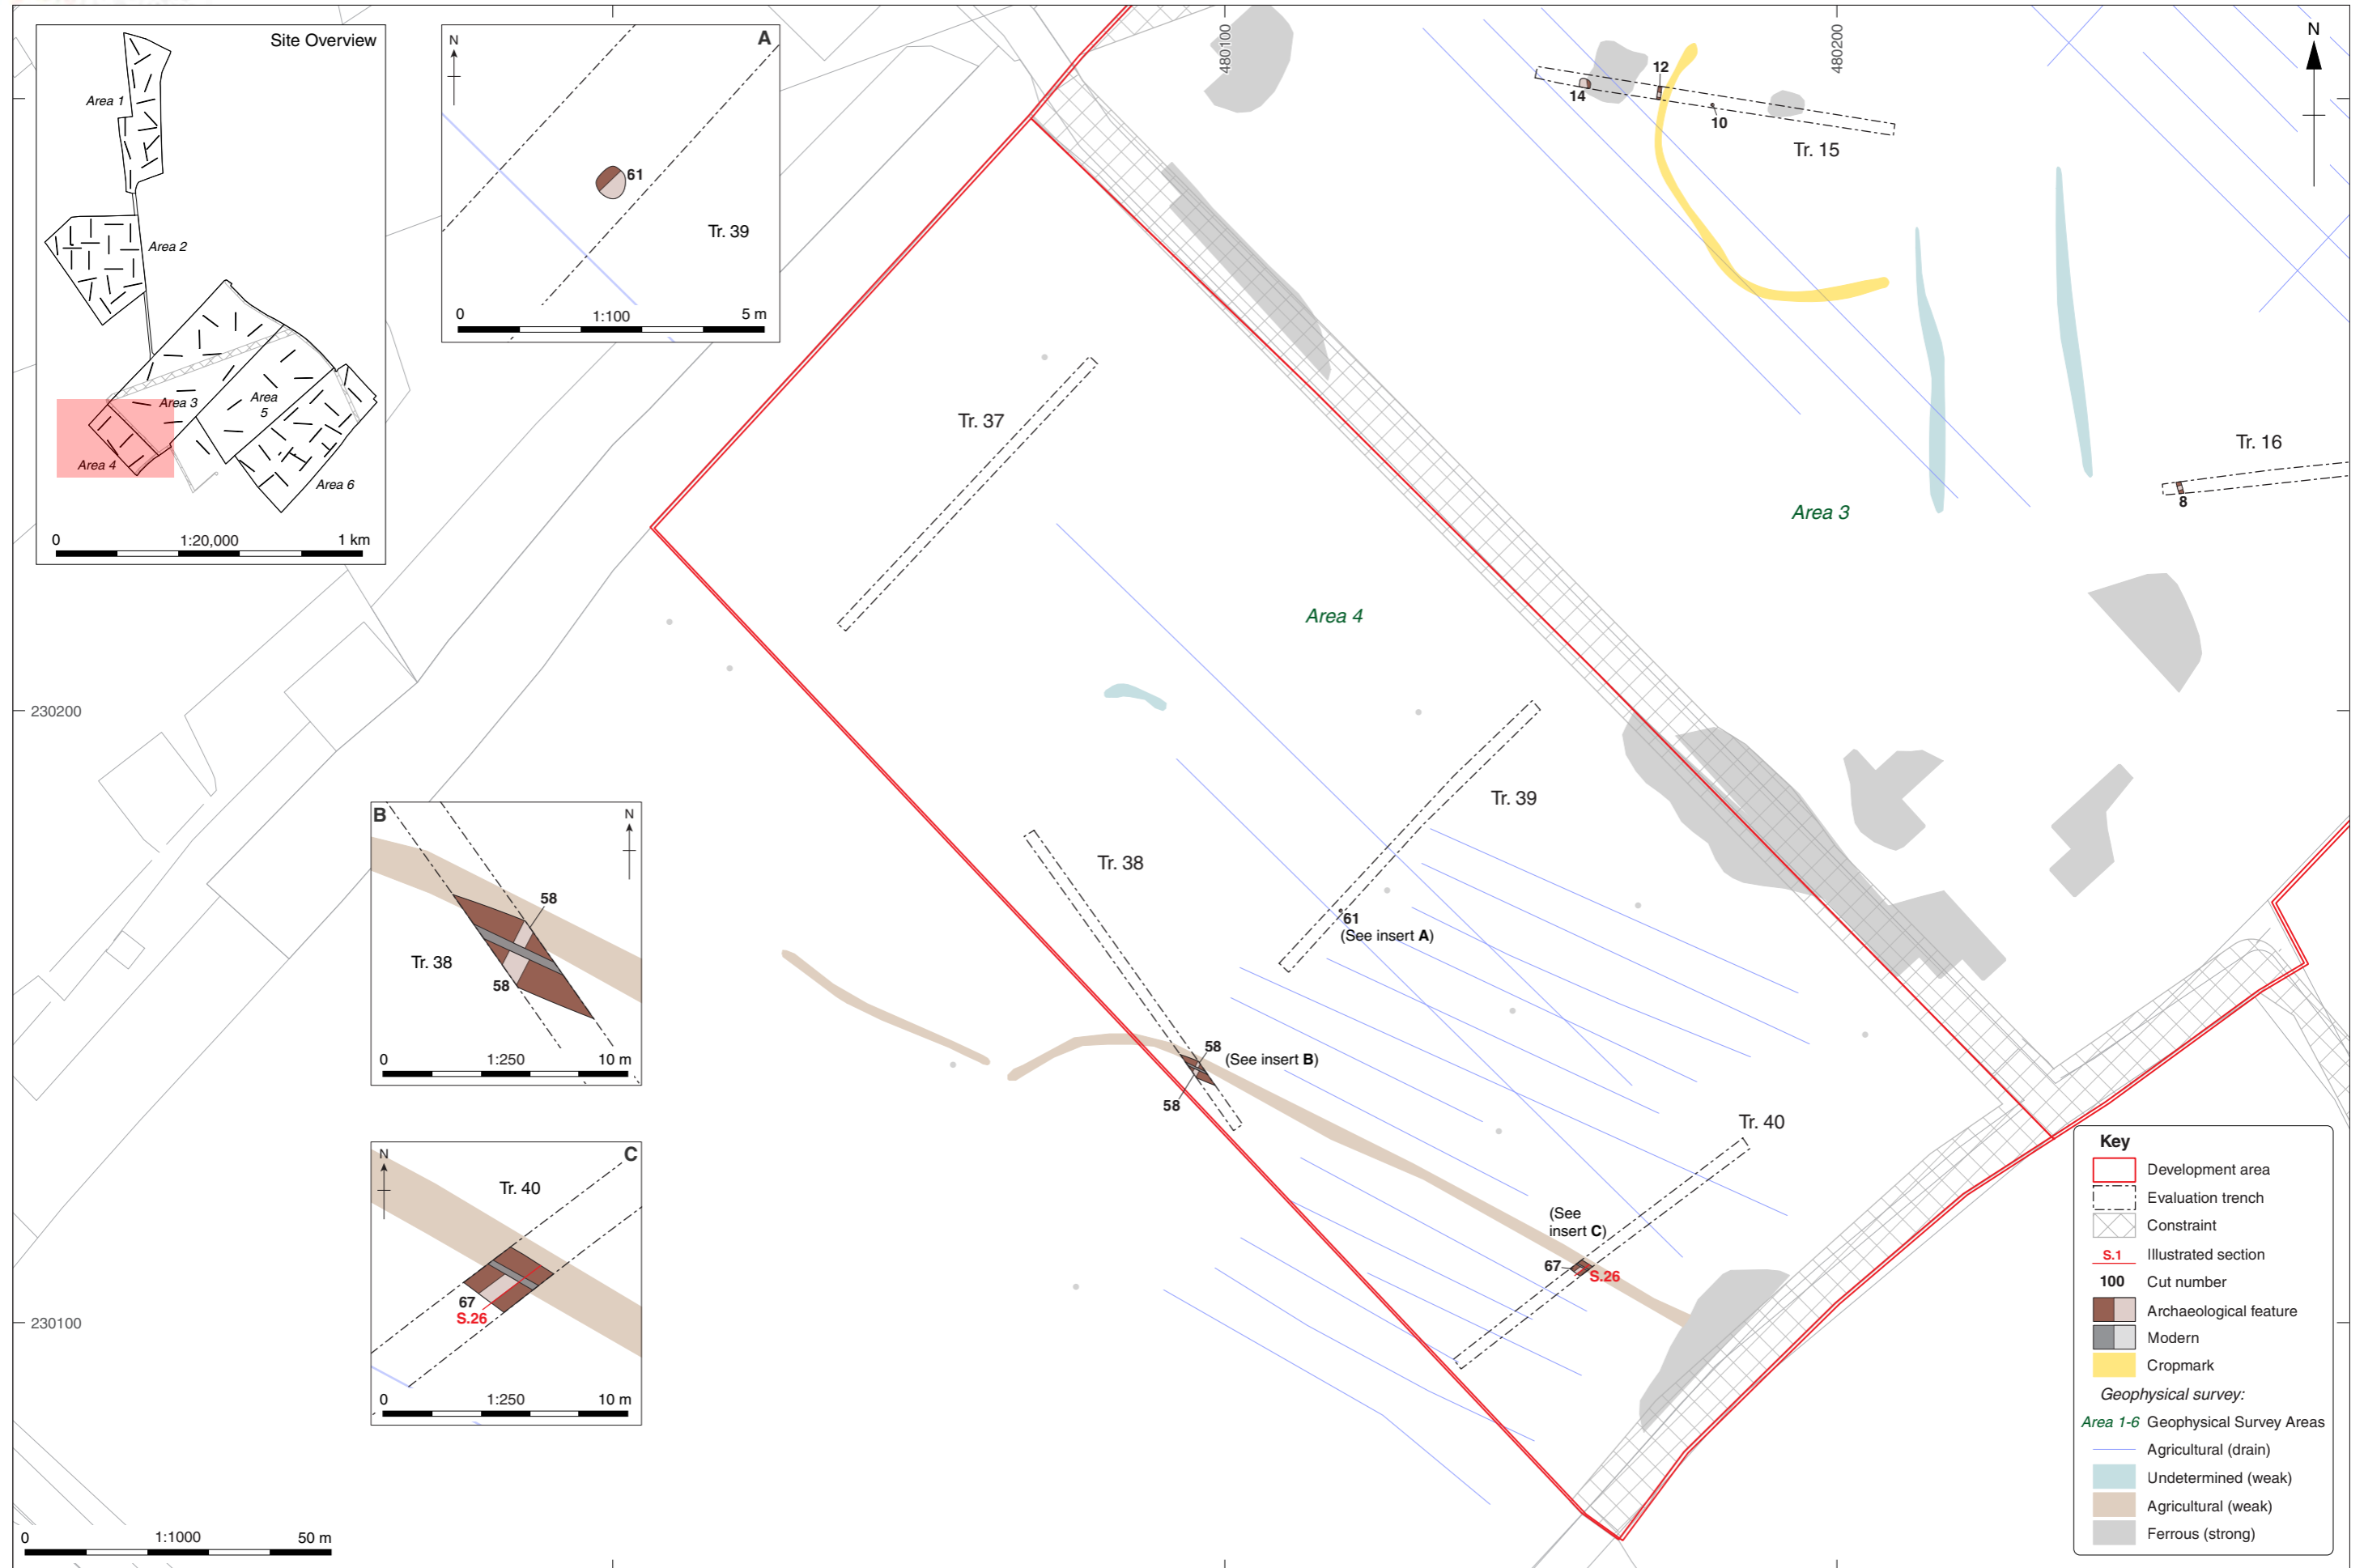 Site Overview
Area 1
Area 2
Area 3
Area
5
Area 4
Area 6
0 1:20,000 1 km
N
A
61
Tr. 39
0 1:100 5 m
480100
480200
N
12
14
10
Tr. 15
Tr. 37
Tr. 16
8
Area 3
Area 4
230200
Tr. 39
Tr. 38
61
(See insert A)
58
(See insert B)
58
B
N
58
Tr. 38
58
0 1:250 10 m
Tr. 40
(See
insert C)
67
S.26
C
N
Tr. 40
67
S.26
0 1:250 10 m
230100
0 1:1000 50 m
Key
Development area
Evaluation trench
Constraint
S.1 Illustrated section
100 Cut number
Archaeological feature
Modern
Cropmark
Geophysical survey:
Area 1-6 Geophysical Survey Areas
Agricultural (drain)
Undetermined (weak)
Agricultural (weak)
Ferrous (strong)